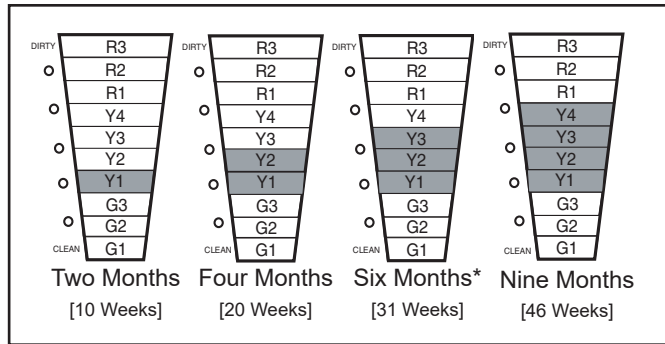 DIRTY R3 DIRTY R3 DIRTY R3 DIRTY R3
R2 R2 R2 R2
R1 R1 R1 R1
Y4 Y4 Y4 Y4
Y3 Y3 Y3 Y3
Y2 Y2 Y2 Y2
Y1 Y1 Y1 Y1
G3 G3 G3 G3
G2 G2 G2 G2
CLEAN G1 CLEAN G1 CLEAN G1 CLEAN G1
Two Months Four Months Six Months* Nine Months
[10 Weeks] [20 Weeks] [31 Weeks] [46 Weeks]